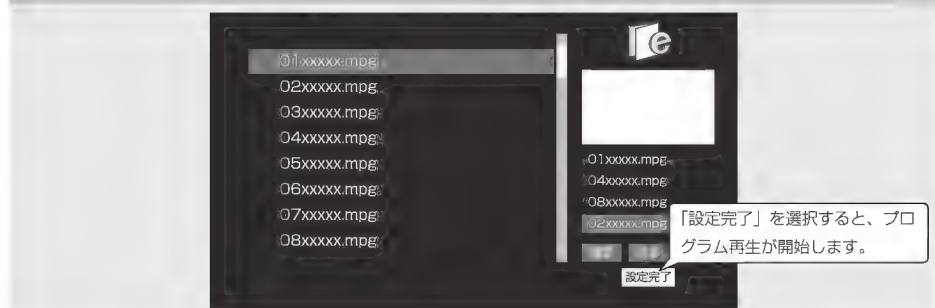 01xxxxx.mpg
02xxxxx.mpg
03xxxxx.mpg
04xxxxx.mpg
05xxxxx.mpg
06xxxxx.mpg
07xxxxx.mpg
08xxxxx.mpg
e
01xxxxx.mpg
04xxxxx.mpg
08xxxxx.mpg
02xxxxx.mpg
設定完了
「設定完了」を選択すると、プロ
グラム再生が開始します。